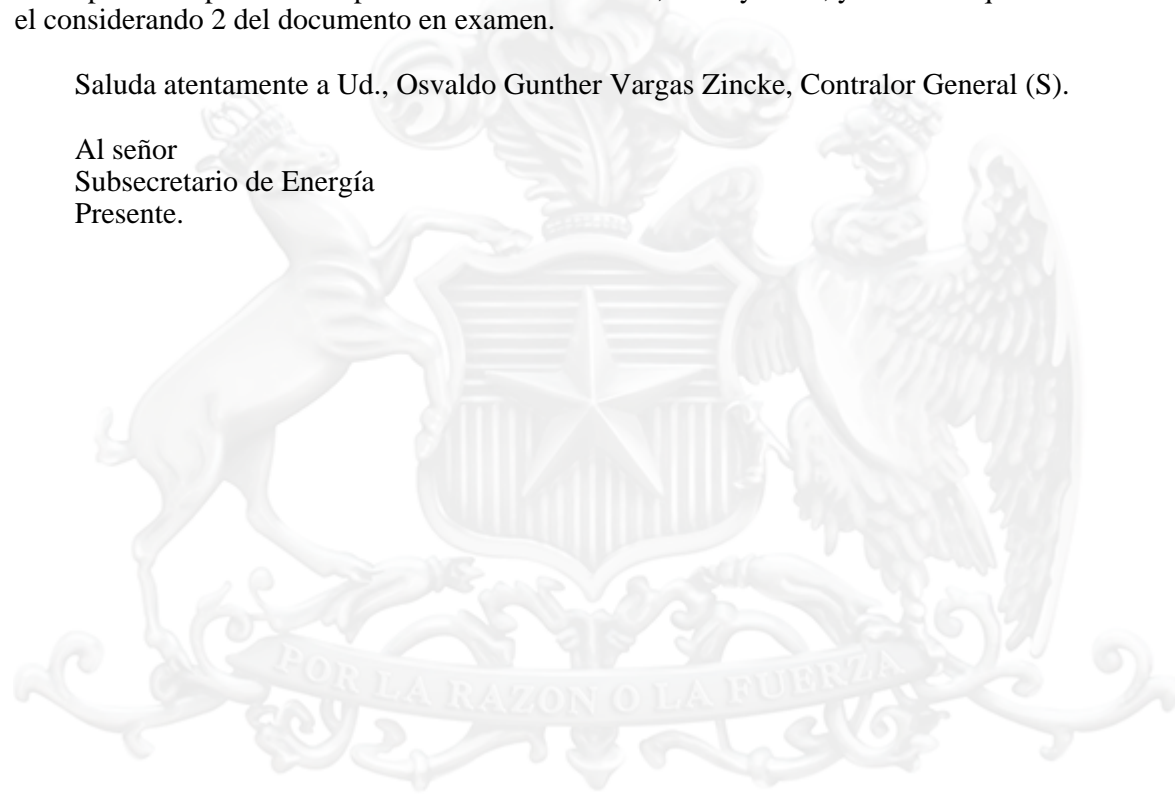 el considerando 2 del documento en examen.
Saluda atentamente a Ud., Osvaldo Gunther Vargas Zincke, Contralor General (S).
Al señor
Subsecretario de Energía
Presente.
POR LA RAZON O LA FUERZA